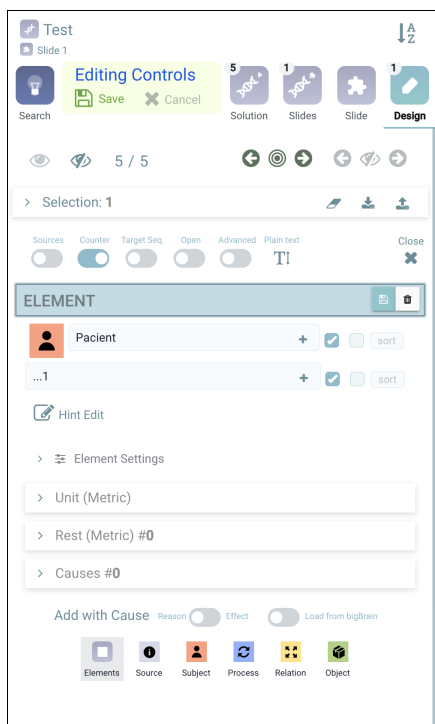 Test
Slide 1
A
Z
Editing Controls
Save Cancel
5 1 1
Search Solution Slides Slide Design
5 / 5
Selection: 1
Sources Counter Target Seq. Open Advanced Plain text Close
ELEMENT
Pacient + sort
...1 + sort
Hint Edit
Element Settings
Unit (Metric)
Rest (Metric) #0
Causes #0
Add with Cause Reason Effect Load from bigBrain
Elements Source Subject Process Relation Object